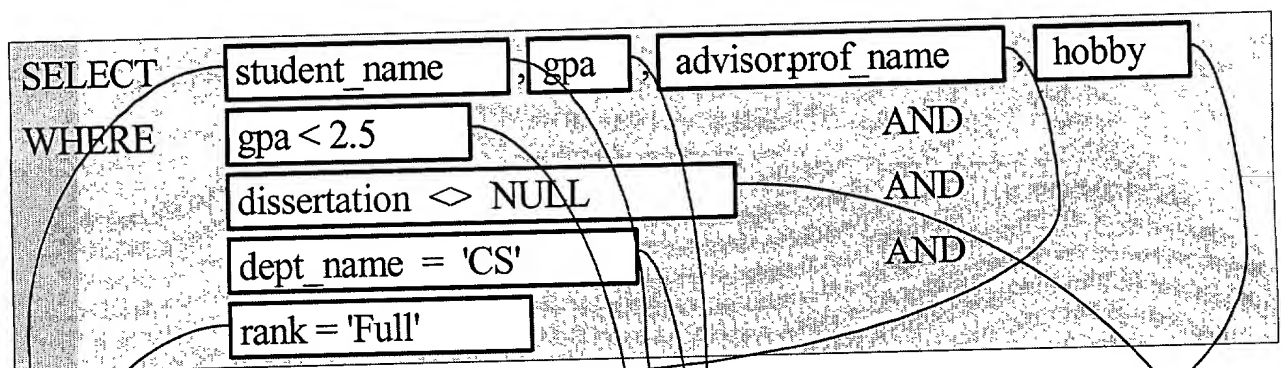 SELECT student_name , gpa , advisorprof_name , hobby
WHERE gpa < 2.5 AND
dissertation <> NULL AND
dept_name = 'CS' AND
rank = 'Full'